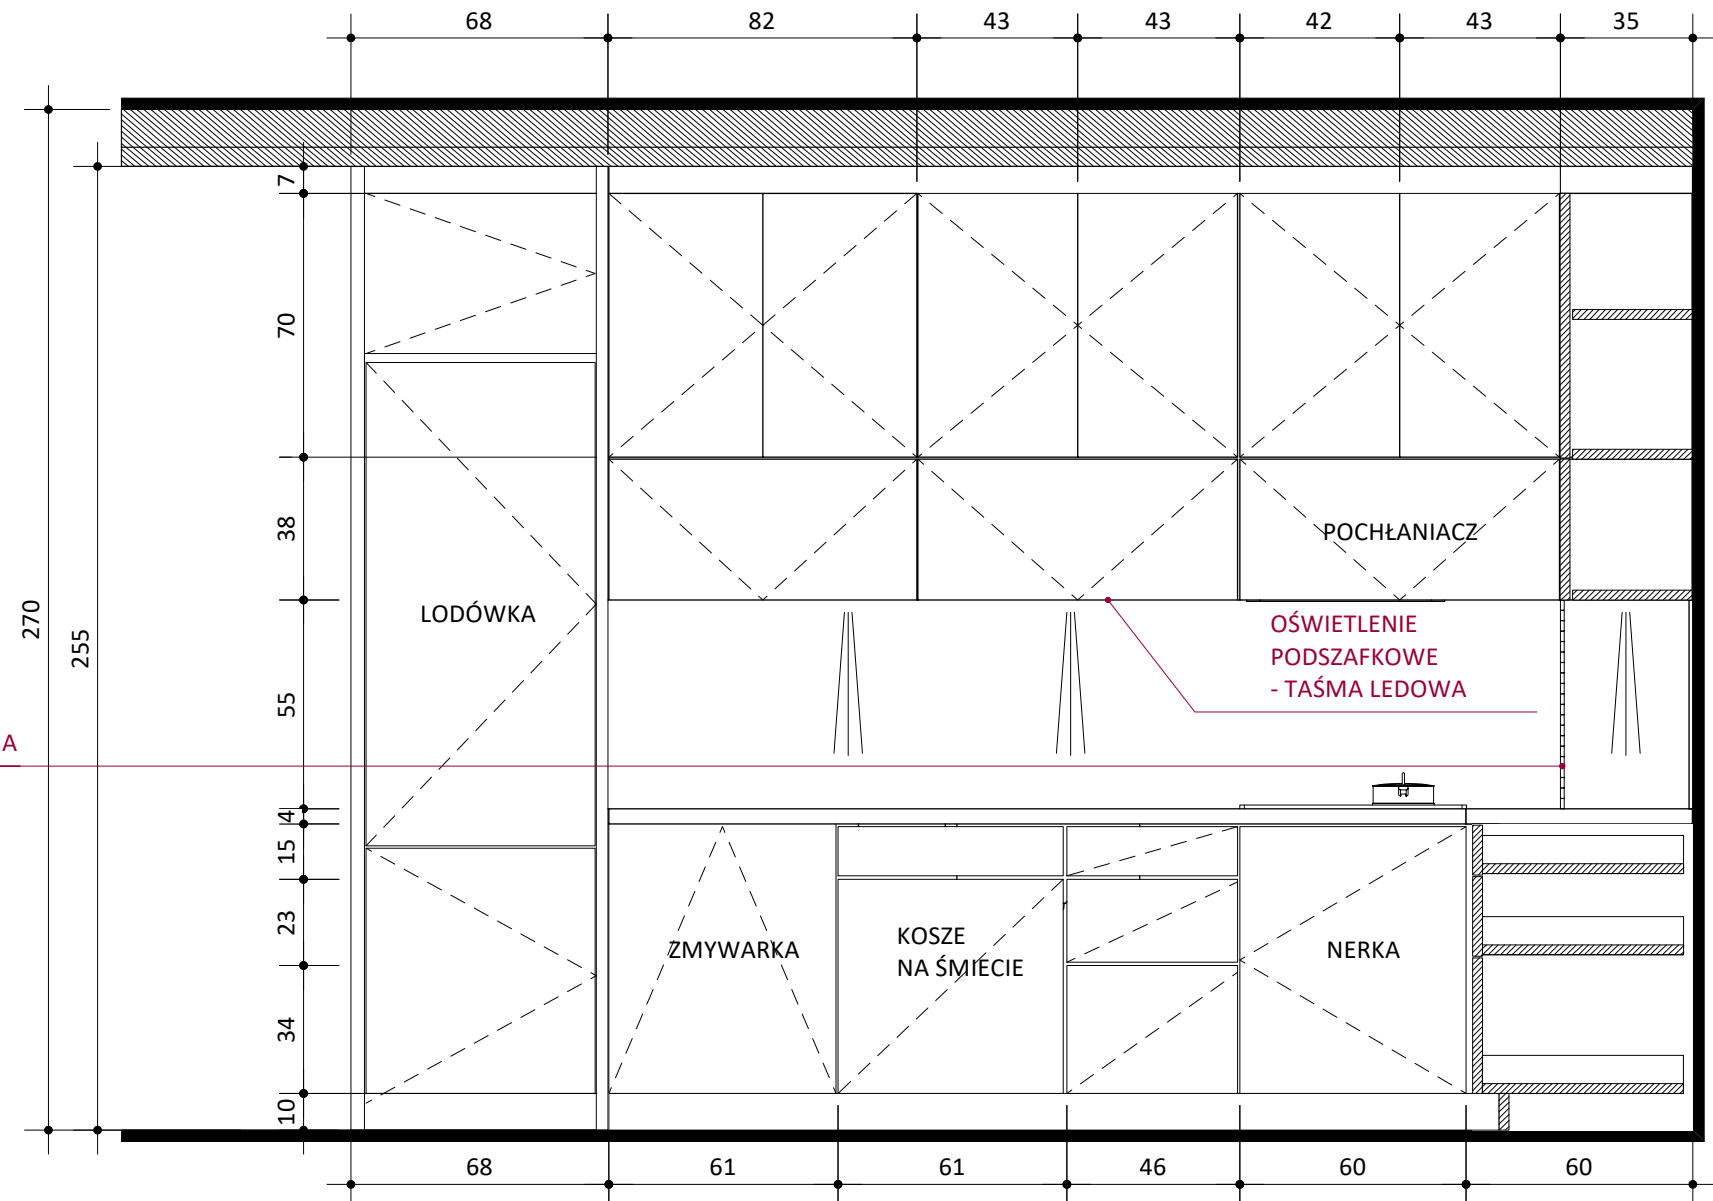 68 82 43 43 42 43 35
7
70
38
POCHŁANIACZ
LODÓWKA
270
255
OŚWIETLENIE
PODSZAFKOWE
- TAŚMA LEDOWA
55
A
4
15
23
KOSZE
NA ŚMIECIE
ZMYWARKA
NERKA
34
10
68 61 61 46 60 60